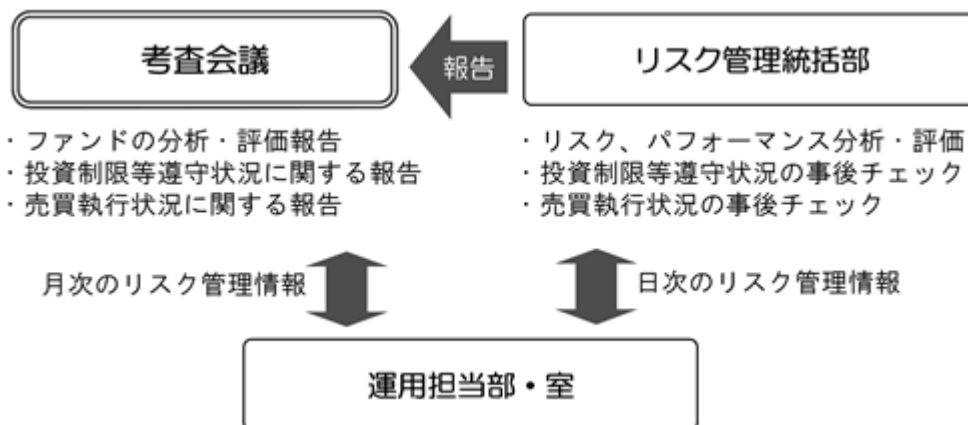 考査会議
報告
リスク管理統括部
・ファンドの分析・評価報告
・投資制限等遵守状況に関する報告
・売買執行状況に関する報告
・リスク、パフォーマンス分析・評価
・投資制限等遵守状況の事後チェック
・売買執行状況の事後チェック
月次のリスク管理情報
日次のリスク管理情報
運用担当部・室